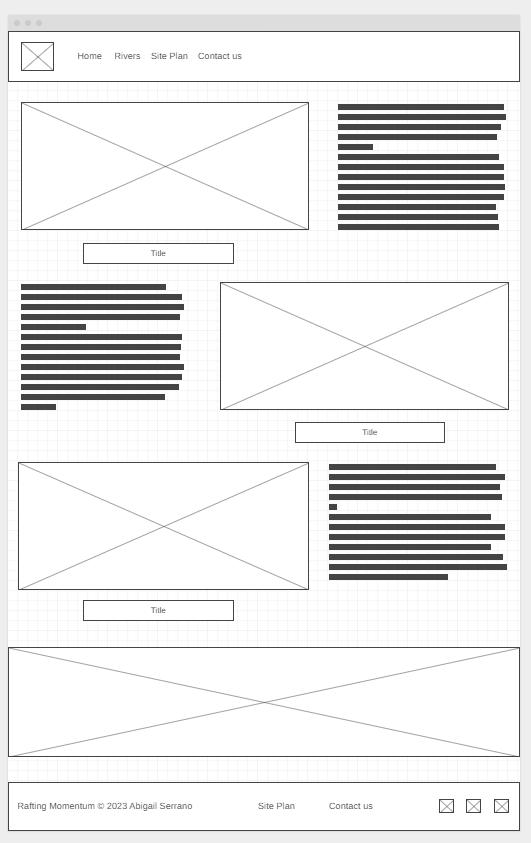 Home Rivers Site Plan Contact us
Title
Title
Title
Rafting Momentum © 2023 Abigail Serrano Site Plan Contact us